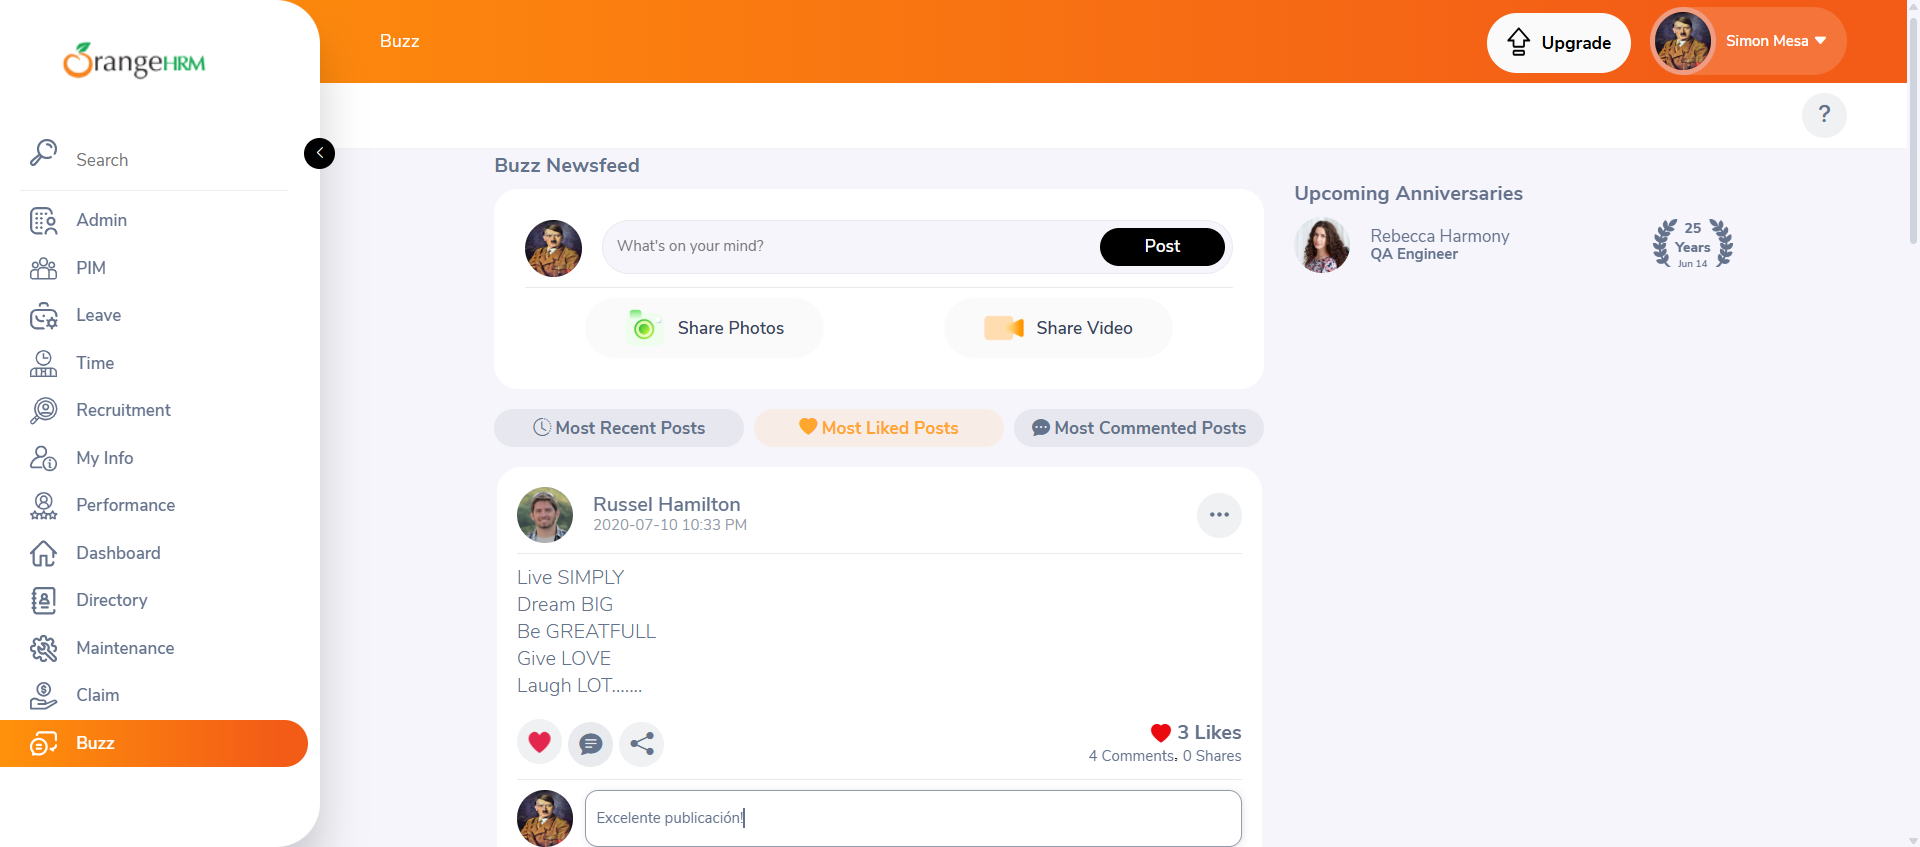 OrangeHRM
Search
Admin
PIM
Leave
Time
Recruitment
My Info
Performance
Dashboard
Directory
Maintenance
Claim
Buzz
Buzz
Upgrade
Simon Mesa
?
Buzz Newsfeed
What's on your mind?
Post
Share Photos
Share Video
Most Recent Posts
Most Liked Posts
Most Commented Posts
Russel Hamilton
2020-07-10 10:33 PM
Live SIMPLY
Dream BIG
Be GREATFULL
Give LOVE
Laugh LOT.......
3 Likes
4 Comments, 0 Shares
Excelente publicación!
Upcoming Anniversaries
Rebecca Harmony
QA Engineer
25
Years
Jun 14